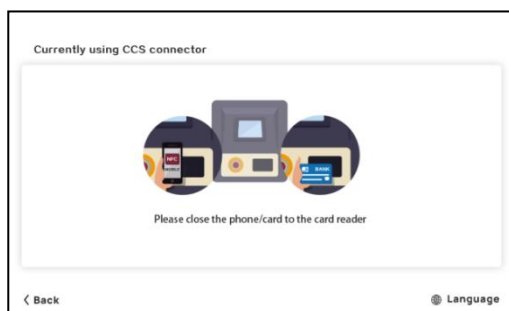 Currently using CCS connector
NFC
BANK
Please close the phone/card to the card reader
Back
Language